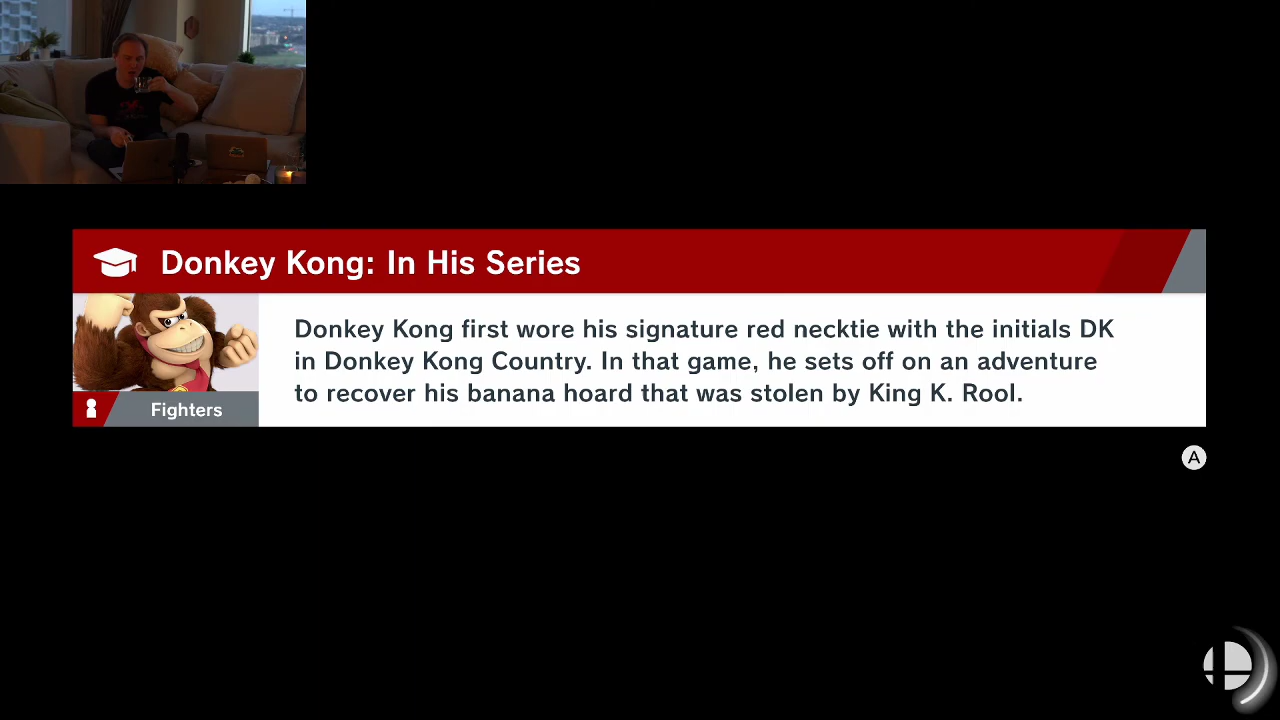 Donkey Kong: In His Series
Donkey Kong first wore his signature red necktie with the initials DK
in Donkey Kong Country. In that game, he sets off on an adventure
to recover his banana hoard that was stolen by King K. Rool.
Fighters
A